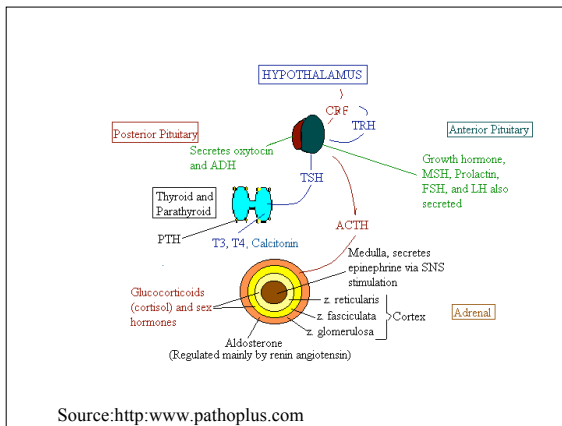 HYPOTHALAMUS
CRF
TRH
Posterior Pituitary
Anterior Pituitary
Secretes oxytocin
and ADH
Growth hormone,
MSH, Prolactin,
FSH, and LH also
secreted
TSH
Thyroid and
Parathyroid
PTH
T3, T4, Calcitonin
ACTH
Medulla, secretes
epinephrine via SNS
stimulation
Glucocorticoids
(cortisol) and sex
hormones
z. reticularis
z. fasciculata
z. glomerulosa
Cortex
Adrenal
Aldosterone
(Regulated mainly by renin angiotensin)
Source:http:www.pathoplus.com